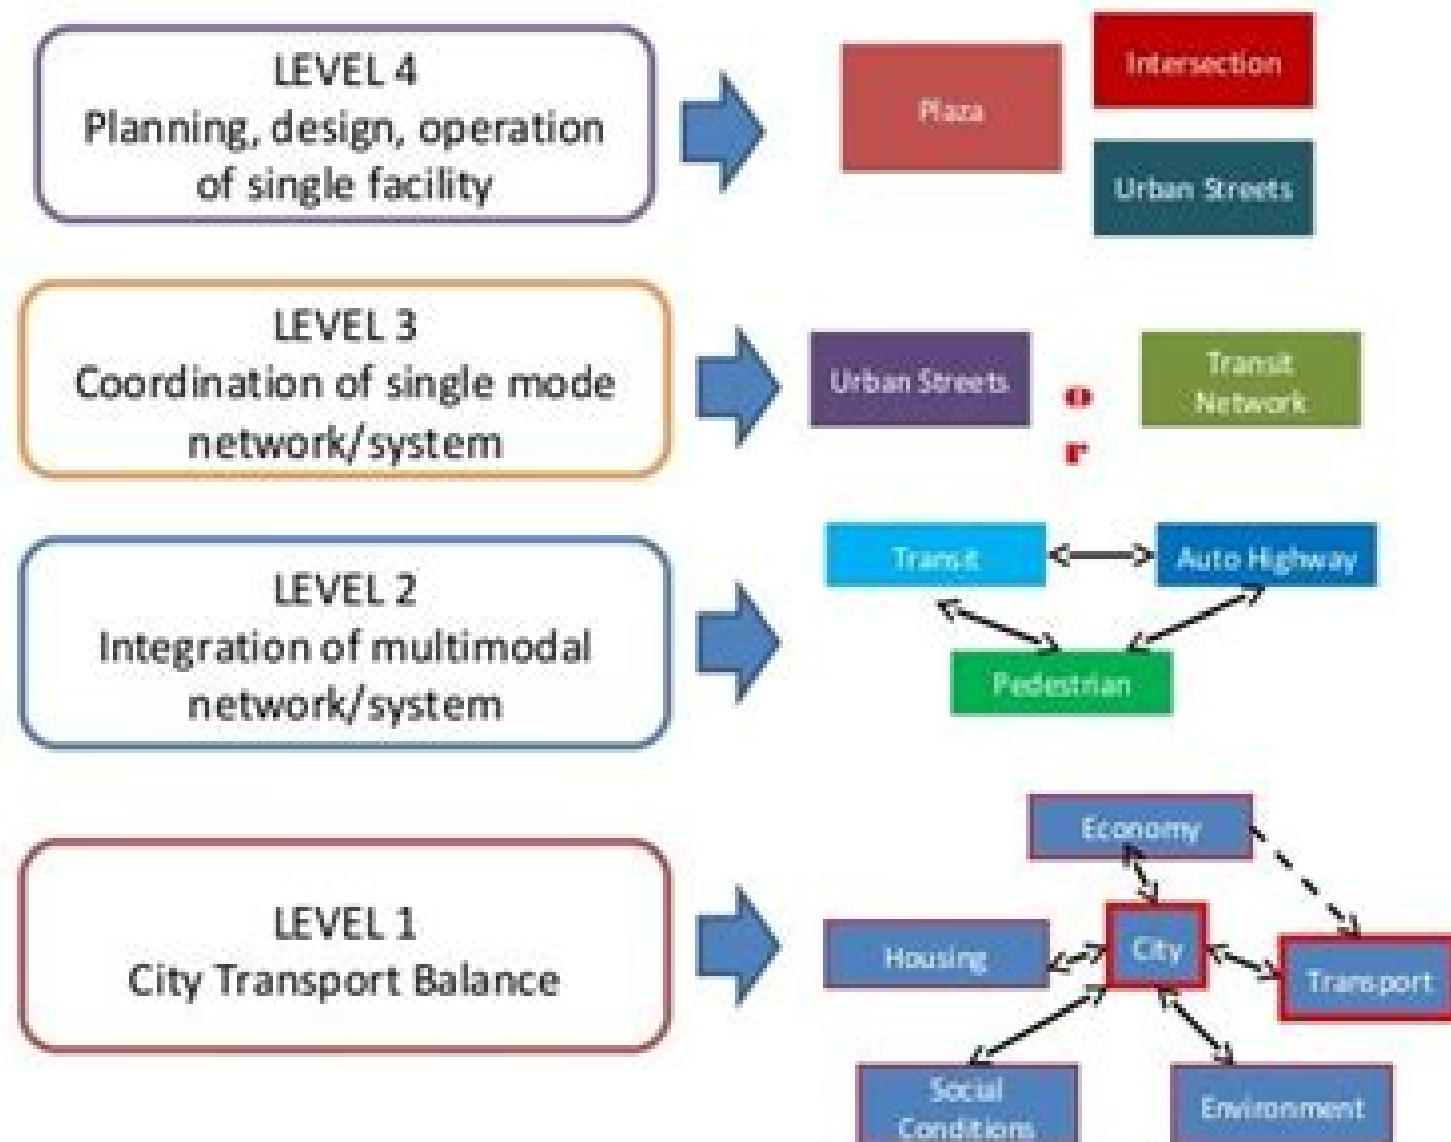 LEVEL 4
Planning, design, operation
of single facility
Plaza
Intersection
Urban Streets
LEVEL 3
Coordination of single mode
network/system
Urban Streets
o
r
Transit
Network
LEVEL 2
Integration of multimodal
network/system
Transit
Auto Highway
Pedestrian
LEVEL 1
City Transport Balance
Economy
Housing
City
Transport
Social
Conditions
Environment